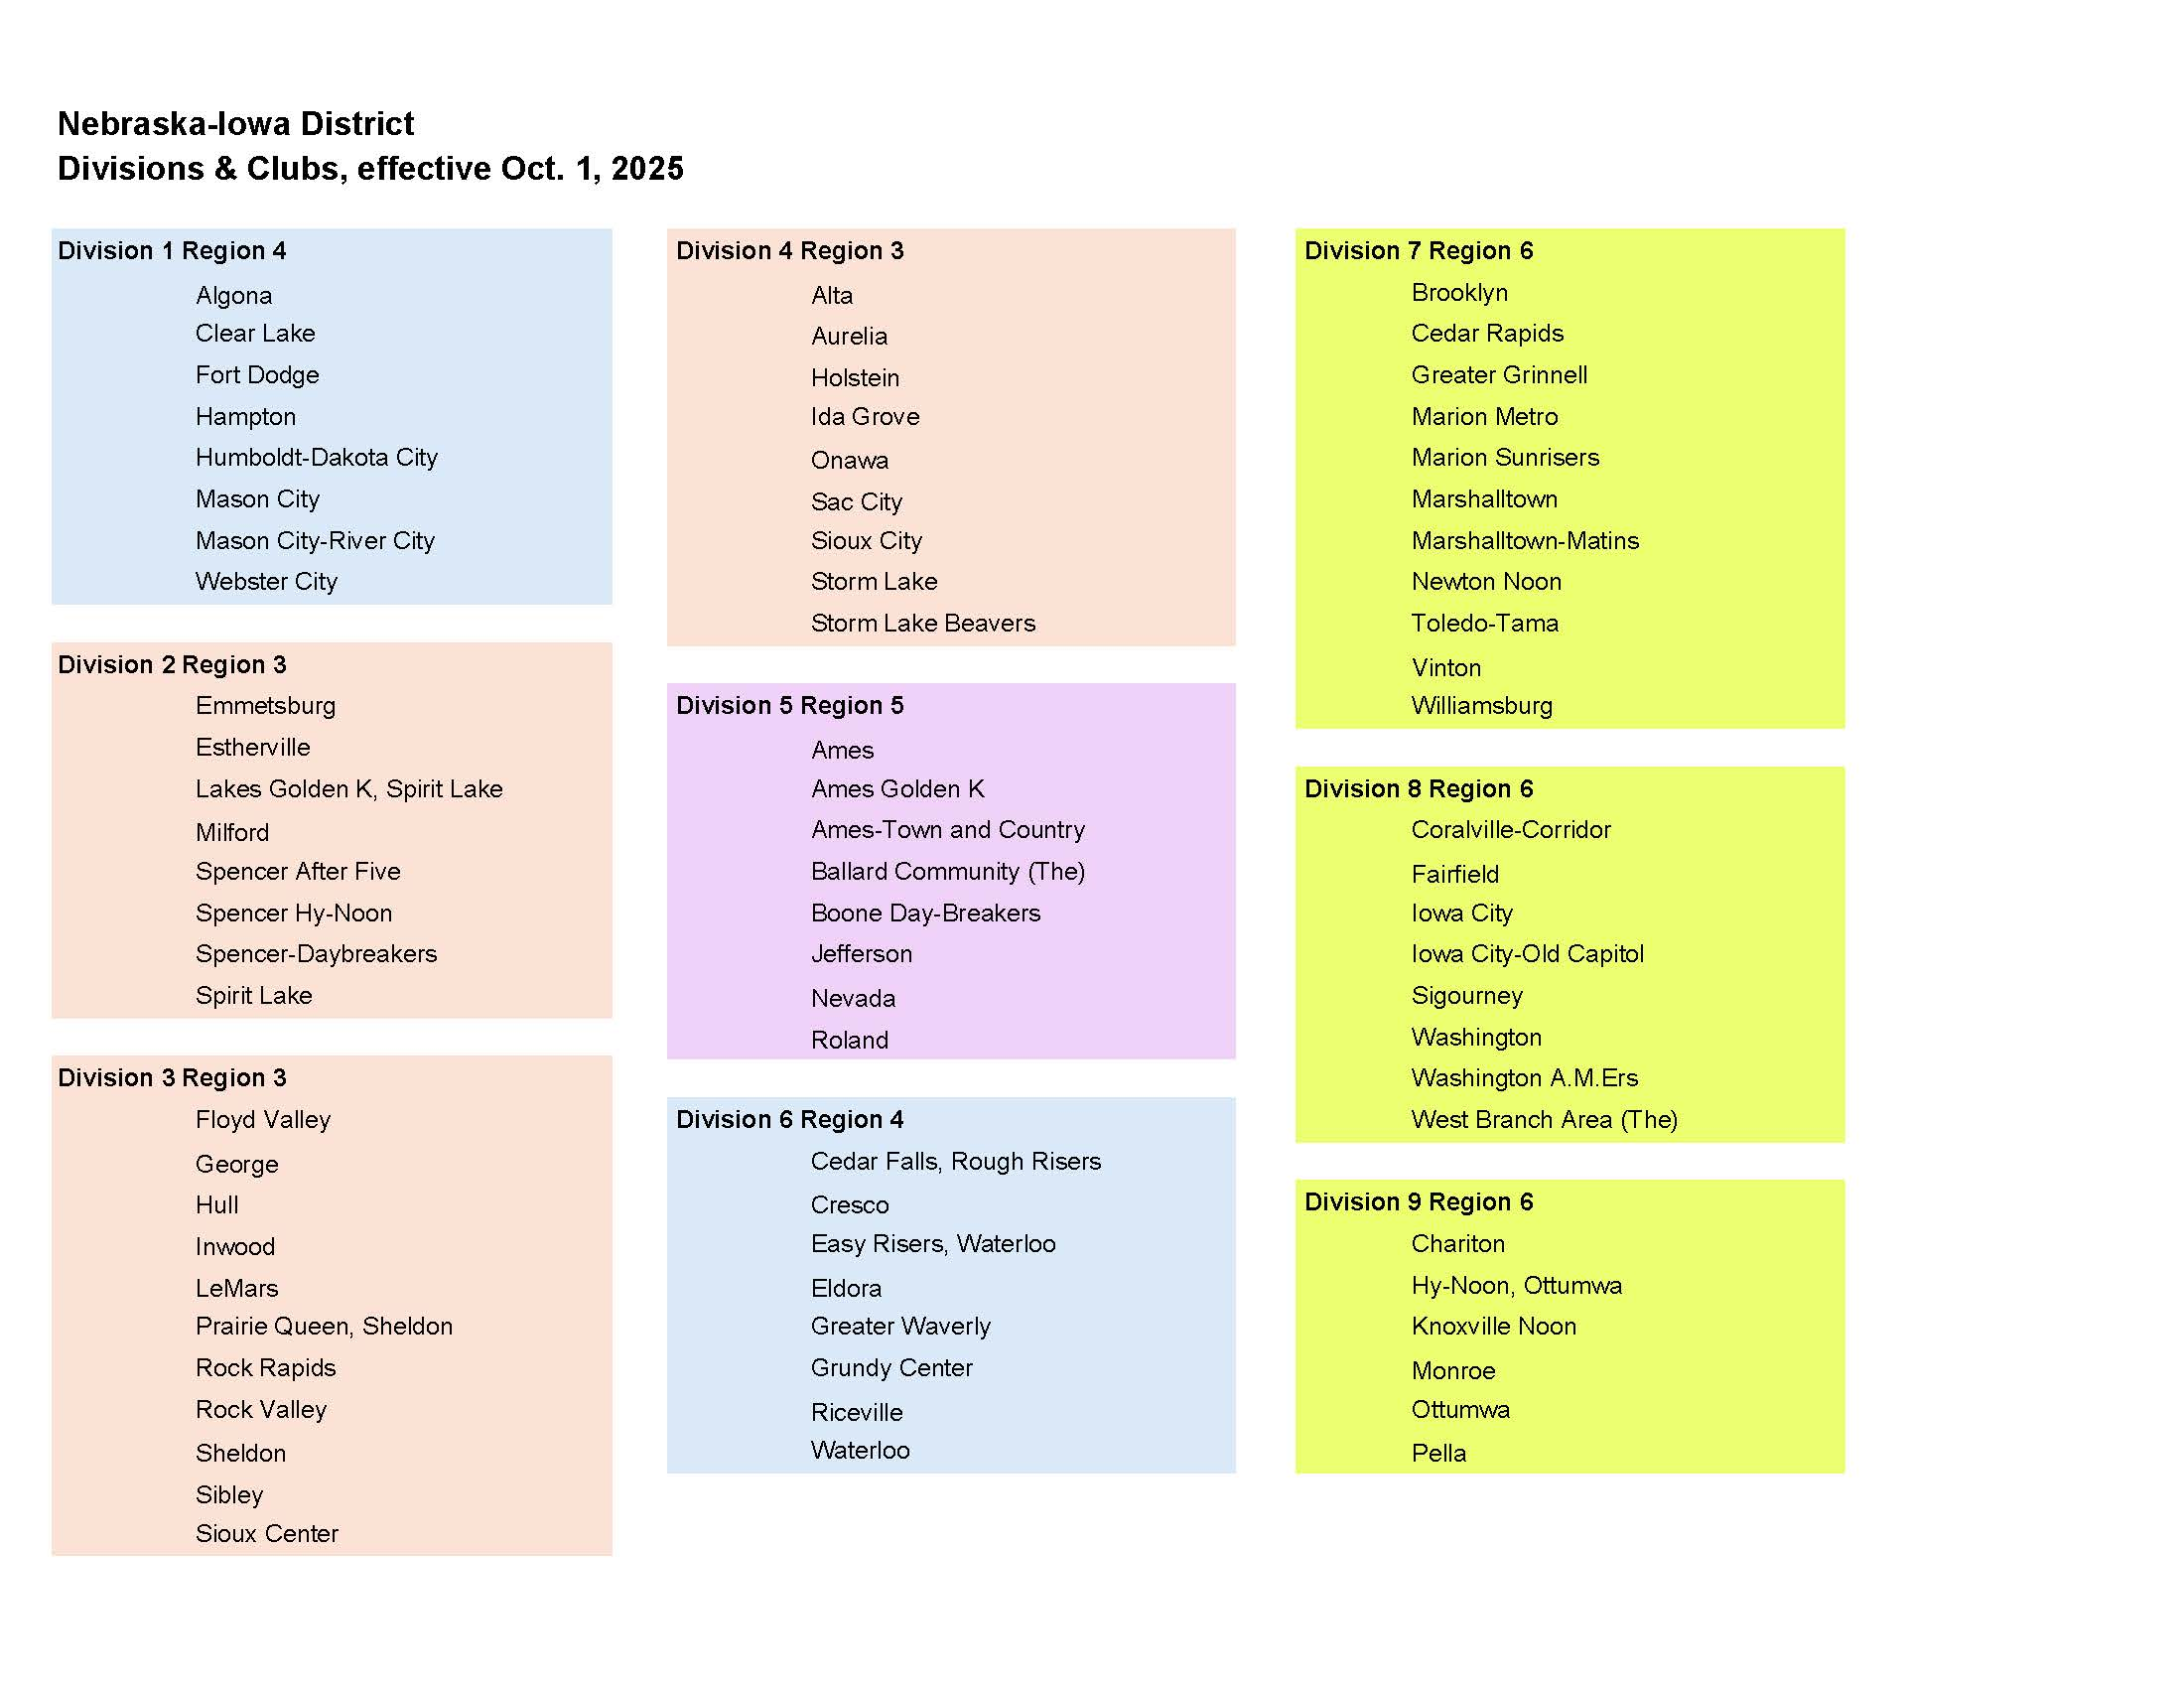 Nebraska-Iowa District
Divisions & Clubs, effective Oct. 1, 2025
Division 1 Region 4
Algona
Clear Lake
Fort Dodge
Hampton
Humboldt-Dakota City
Mason City
Mason City-River City
Webster City
Division 2 Region 3
Emmetsburg
Estherville
Lakes Golden K, Spirit Lake
Milford
Spencer After Five
Spencer Hy-Noon
Spencer-Daybreakers
Spirit Lake
Division 3 Region 3
Floyd Valley
George
Hull
Inwood
LeMars
Prairie Queen, Sheldon
Rock Rapids
Rock Valley
Sheldon
Sibley
Sioux Center
Division 4 Region 3
Alta
Aurelia
Holstein
Ida Grove
Onawa
Sac City
Sioux City
Storm Lake
Storm Lake Beavers
Division 5 Region 5
Ames
Ames Golden K
Ames-Town and Country
Ballard Community (The)
Boone Day-Breakers
Jefferson
Nevada
Roland
Division 6 Region 4
Cedar Falls, Rough Risers
Cresco
Easy Risers, Waterloo
Eldora
Greater Waverly
Grundy Center
Riceville
Waterloo
Division 7 Region 6
Brooklyn
Cedar Rapids
Greater Grinnell
Marion Metro
Marion Sunrisers
Marshalltown
Marshalltown-Matins
Newton Noon
Toledo-Tama
Vinton
Williamsburg
Division 8 Region 6
Coralville-Corridor
Fairfield
Iowa City
Iowa City-Old Capitol
Sigourney
Washington
Washington A.M.Ers
West Branch Area (The)
Division 9 Region 6
Chariton
Hy-Noon, Ottumwa
Knoxville Noon
Monroe
Ottumwa
Pella